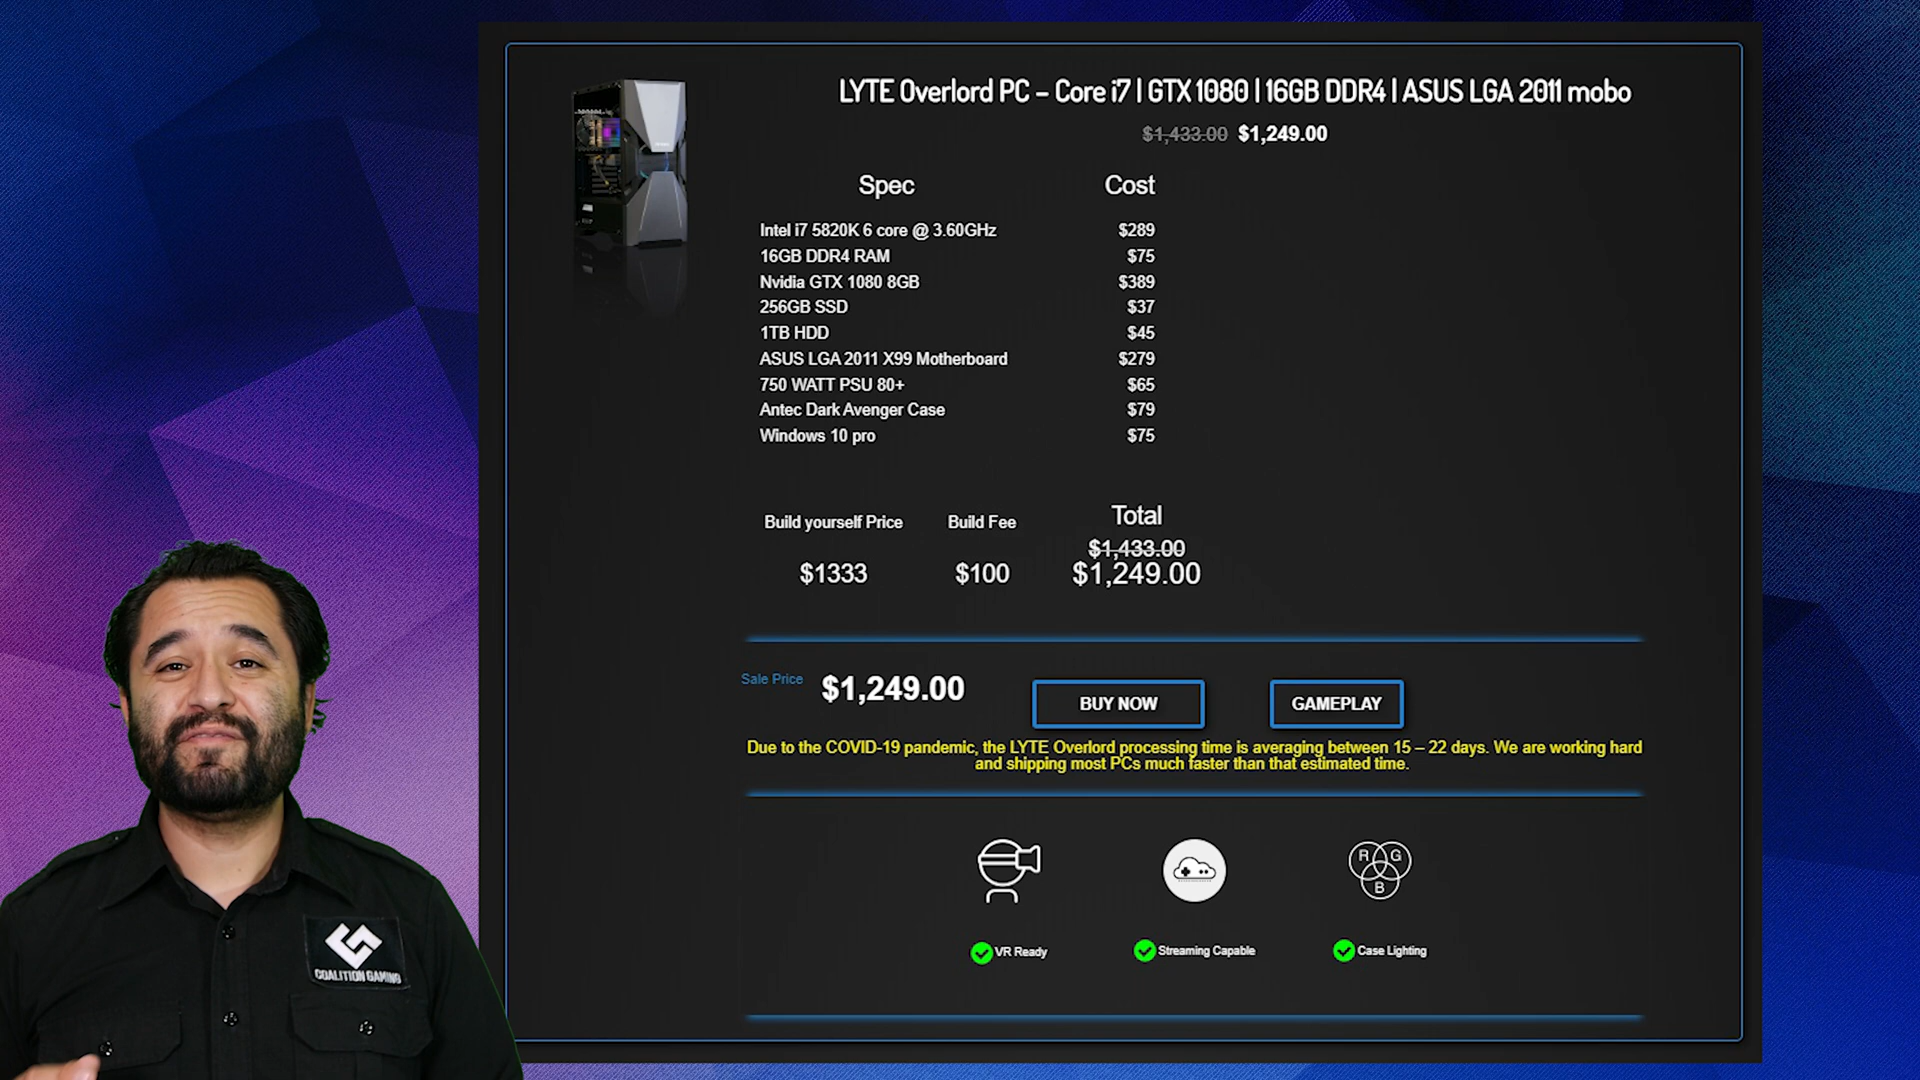 LYTE Overlord PC – Core i7 | GTX 1080 | 16GB DDR4 | ASUS LGA 2011 mobo
$1,433.00 $1,249.00
Spec Cost
Intel i7 5820K 6 core @ 3.60GHz $289
16GB DDR4 RAM $75
Nvidia GTX 1080 8GB $389
256GB SSD $37
1TB HDD $45
ASUS LGA 2011 X99 Motherboard $279
750 WATT PSU 80+ $65
Antec Dark Avenger Case $79
Windows 10 pro $75
Build yourself Price Build Fee Total
$1,433.00
$1333 $100 $1,249.00
Sale Price $1,249.00 BUY NOW GAMEPLAY
Due to the COVID-19 pandemic, the LYTE Overlord processing time is averaging between 15 – 22 days. We are working hard
and shipping most PCs much faster than that estimated time.
R G
B
VR Ready Streaming Capable Case Lighting
COALITION GAMING